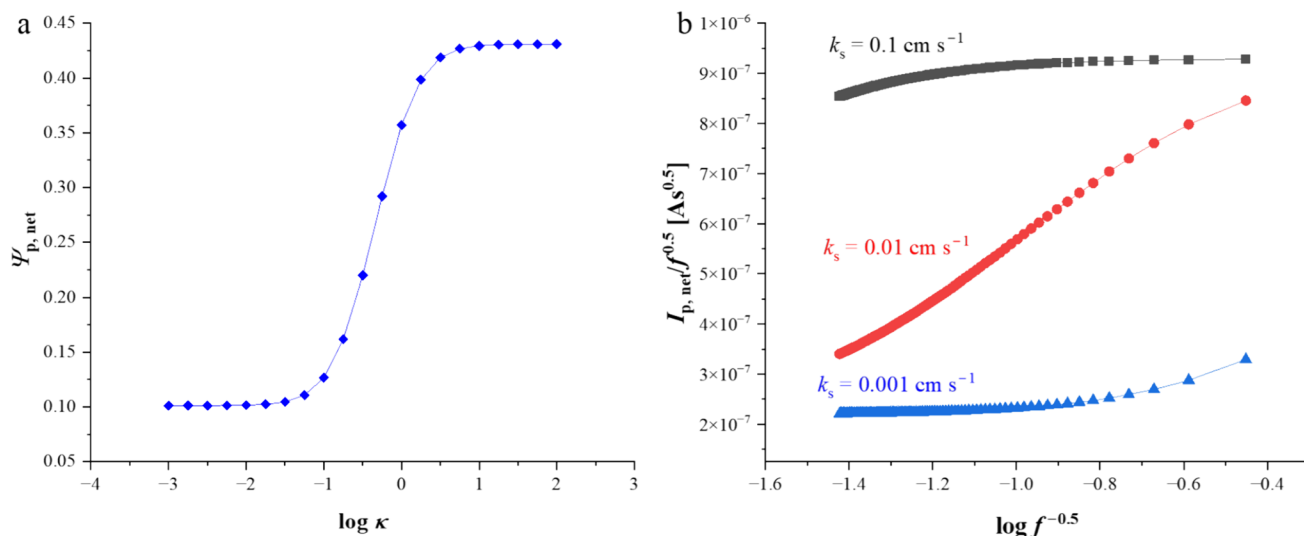 a
0.45
0.40
0.35
0.30
0.25
0.20
0.15
0.10
0.05
Ψp, net
−4 −3 −2 −1 0 1 2 3
log κ
b
1×10⁻⁶
9×10⁻⁷
8×10⁻⁷
7×10⁻⁷
6×10⁻⁷
5×10⁻⁷
4×10⁻⁷
3×10⁻⁷
2×10⁻⁷
Ip, net/f⁰·⁵ [As⁰·⁵]
ks = 0.1 cm s⁻¹
ks = 0.01 cm s⁻¹
ks = 0.001 cm s⁻¹
−1.6 −1.4 −1.2 −1.0 −0.8 −0.6 −0.4
log f⁻⁰·⁵